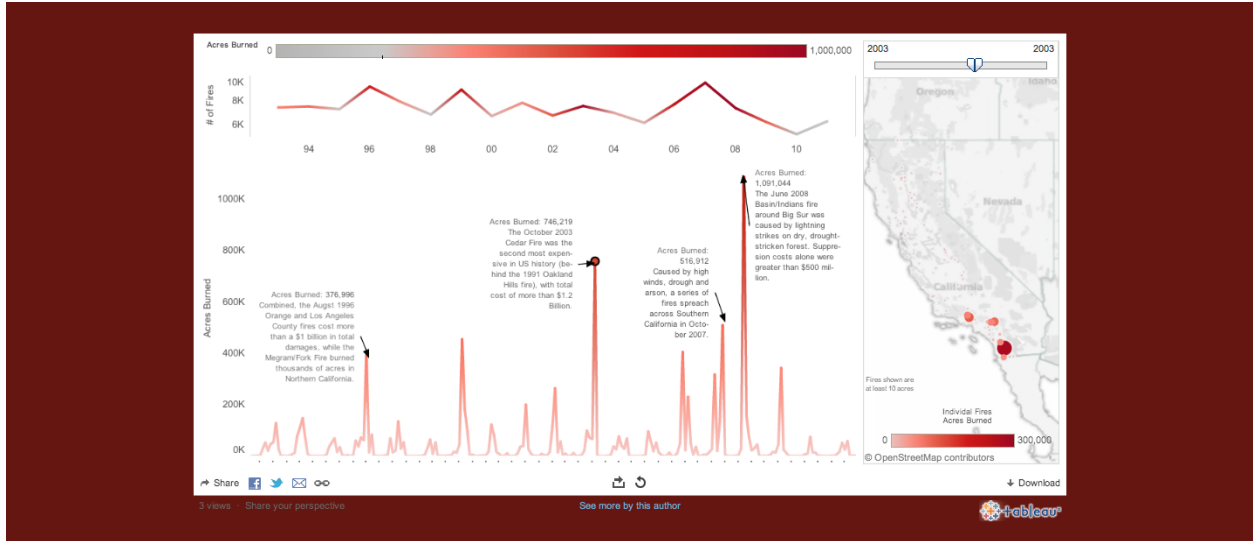 Acres Burned
0
1,000,000
# of Fires
10K
8K
6K
94
96
98
00
02
04
06
08
10
Acres Burned
1000K
800K
600K
400K
200K
0K
Acres Burned: 376,996
Combined, the Augst 1996
Orange and Los Angeles
County fires cost more
than a $1 billion in total
damages, while the
Megram/Fork Fire burned
thousands of acres in
Northern California.
Acres Burned: 746,219
The October 2003
Cedar Fire was the
second most expen-
sive in US history (be-
hind the 1991 Oakland
Hills fire), with total
cost of more than $1.2
Billion.
Acres Burned:
516,912
Caused by high
winds, drough and
arson, a series of
fires spreach
across Southern
California in Octo-
ber 2007.
Acres Burned:
1,091,044
The June 2008
Basin/Indians fire
around Big Sur was
caused by lightning
strikes on dry, drought-
stricken forest. Suppre-
sion costs alone were
greater than $500 mil-
lion.
2003
2003
Oregon
Idaho
Nevada
California
Fires shown are
at least 10 acres
Individal Fires
Acres Burned
0
300,000
© OpenStreetMap contributors
Share
Download
3 views · Share your perspective
See more by this author
+ableau